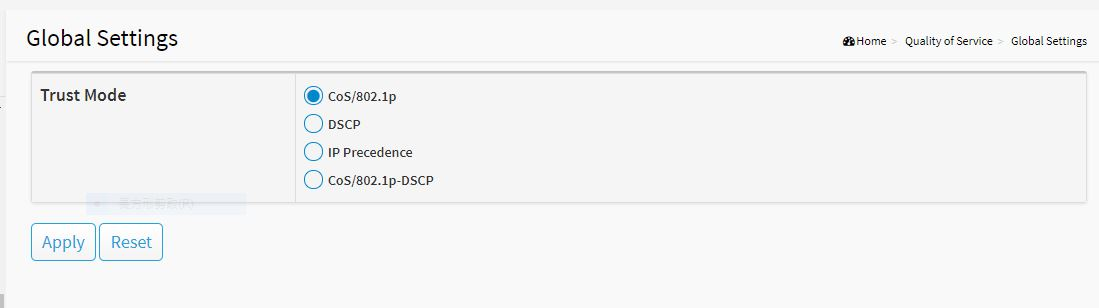 Global Settings
Home > Quality of Service > Global Settings
Trust Mode
CoS/802.1p
DSCP
IP Precedence
CoS/802.1p-DSCP
Apply
Reset